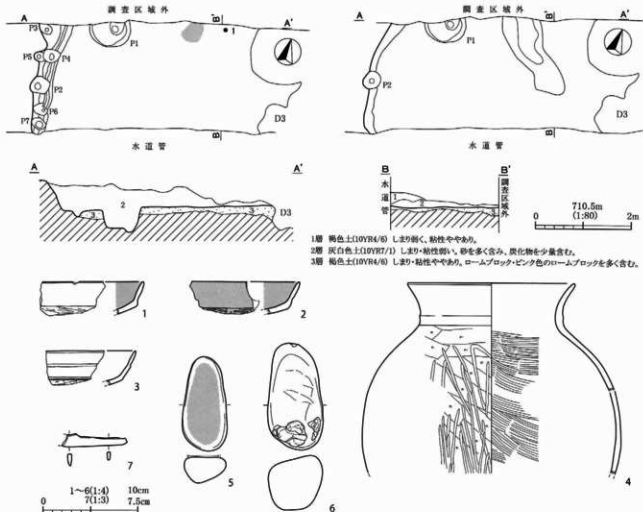 調査区域外
A
P3
P1
B'
1
A'
P5
P4
P2
P6
P7
D3
B
水道管
調査区域外
A
P1
B'
A'
P2
D3
B
水道管
A
A'
2
3
3
D3
B
B'
水道管
1
2
3
調査区域外
710.5m
0 (1:80) 2m
1層 褐色土(10YR4/6) しまり弱く、粘性ややあり。
2層 灰白色土(10YR7/1) しまり・粘性弱い。砂を多く含み、炭化物を少量含む。
3層 褐色土(10YR4/6) しまり・粘性ややあり。ロームブロック・ピンク色のロームブロックを多く含む。
1
2
3
4
5
6
7
1～6(1:4) 10cm
0 7(1:3) 7.5cm